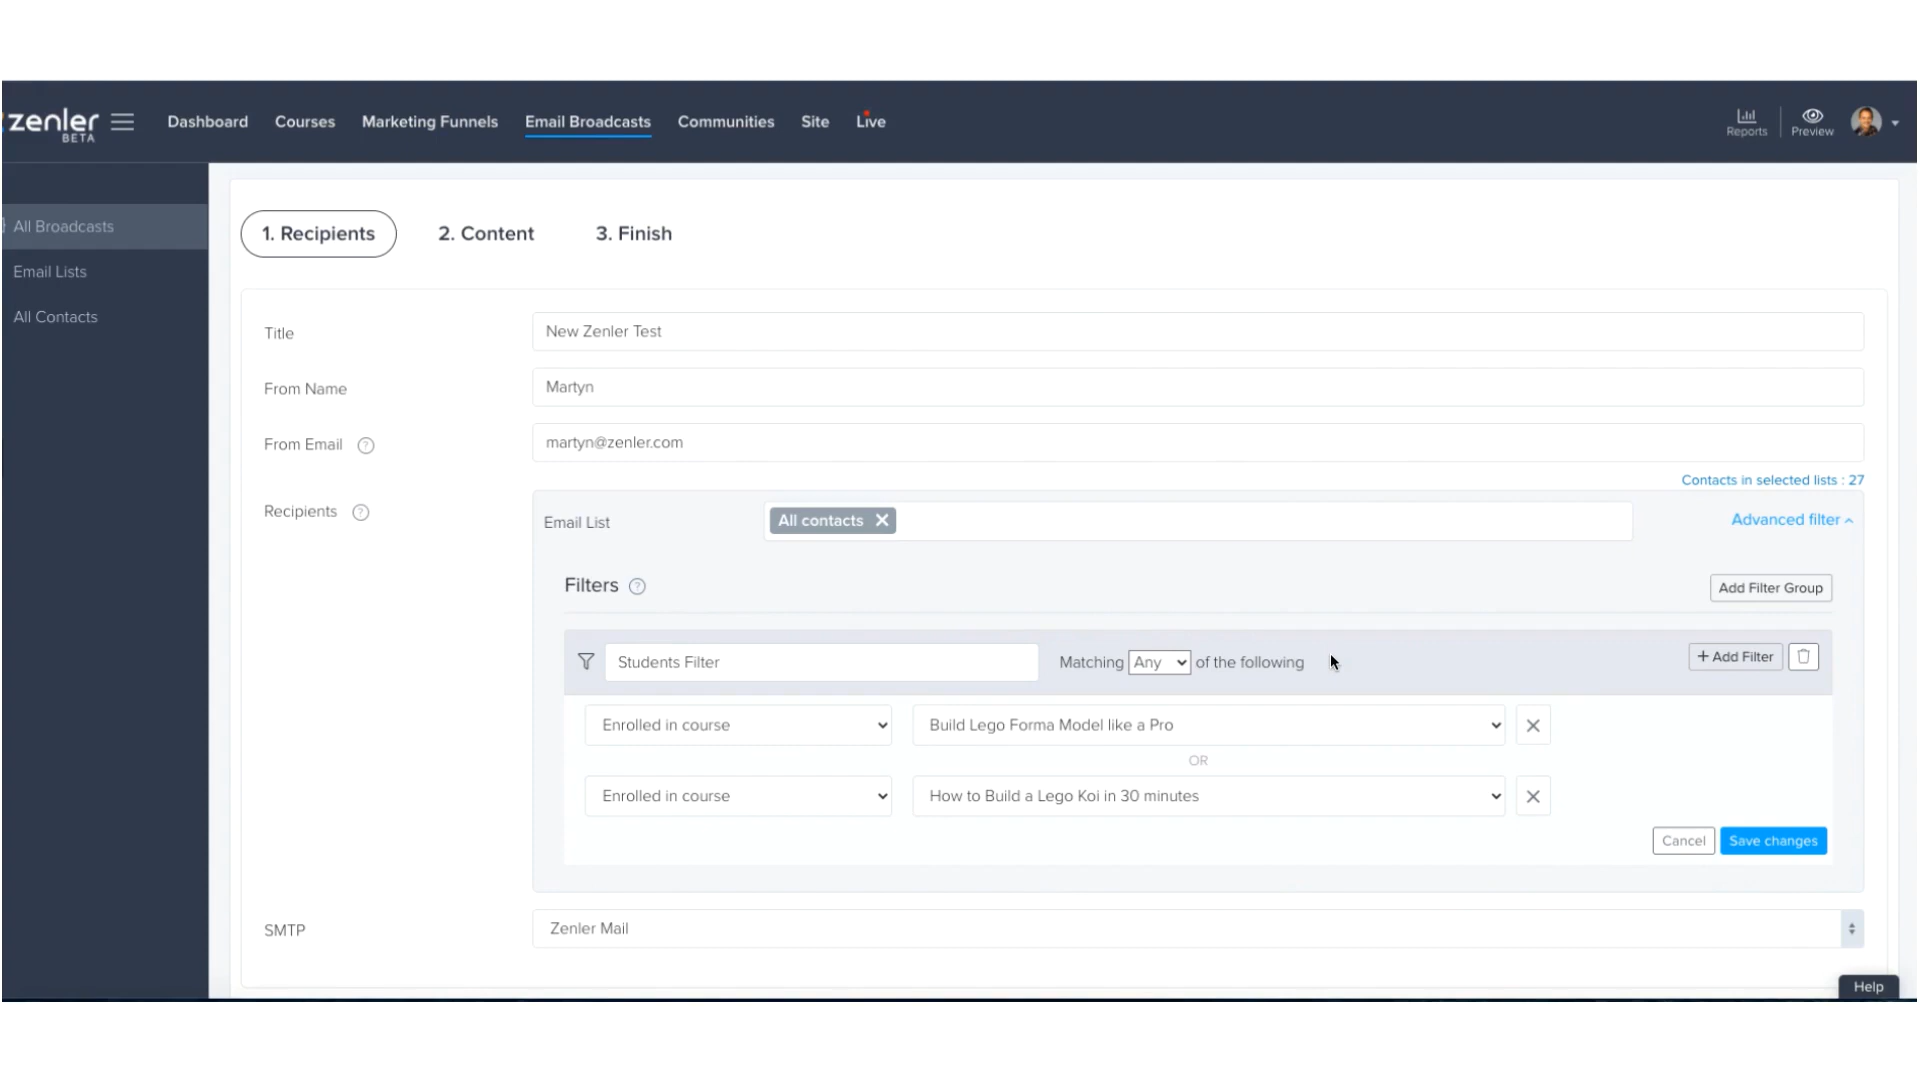 zenler
BETA
Dashboard Courses Marketing Funnels Email Broadcasts Communities Site Live
Reports Preview
All Broadcasts
Email Lists
All Contacts
1. Recipients 2. Content 3. Finish
Title New Zenler Test
From Name Martyn
From Email ? martyn@zenler.com
Contacts in selected lists : 27
Recipients ?
Email List All contacts Advanced filter
Filters ? Add Filter Group
Students Filter Matching Any of the following + Add Filter
Enrolled in course Build Lego Forma Model like a Pro
OR
Enrolled in course How to Build a Lego Koi in 30 minutes
Cancel Save changes
SMTP Zenler Mail
Help